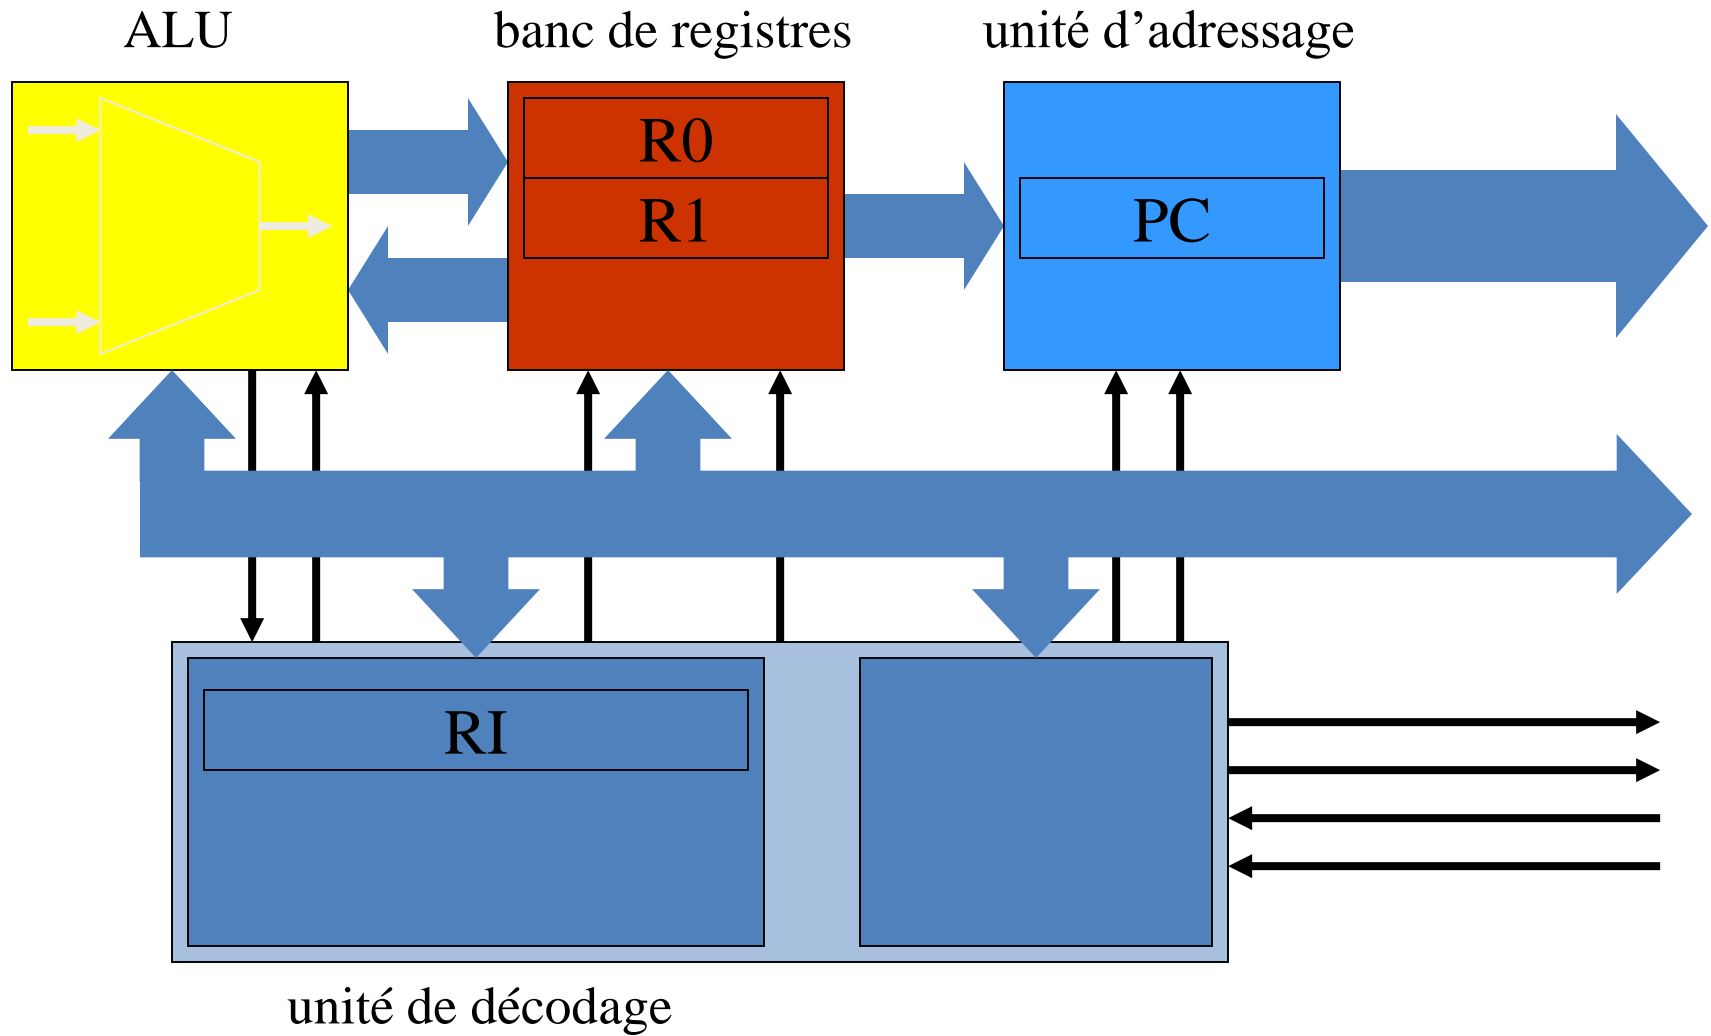 ALU
banc de registres
unité d’adressage
R0
R1
PC
RI
unité de décodage